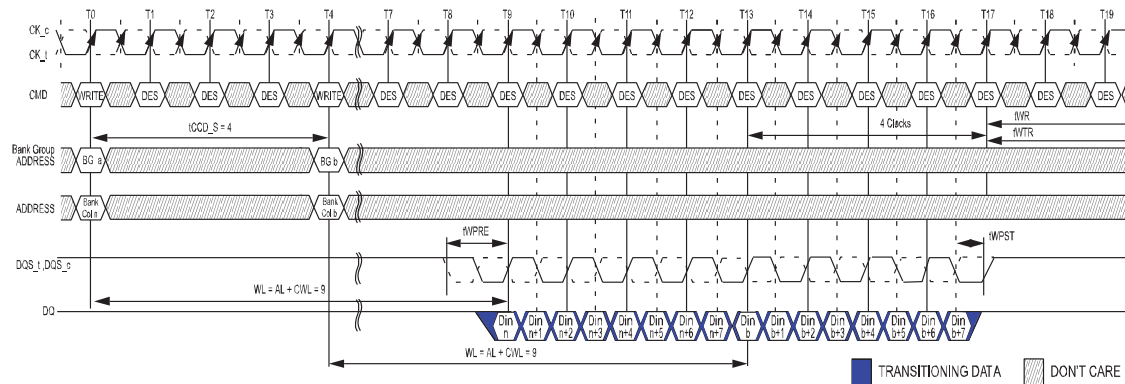 T0 T1 T2 T3 T4 T7 T8 T9 T10 T11 T12 T13 T14 T15 T16 T17 T18 T19
CK_c
CK_t
CMD WRITE DES DES DES WRITE DES DES DES DES DES DES DES DES DES DES DES DES DES
tCCD_S = 4
4 Clocks
tWR
tWTR
Bank Group
ADDRESS BG a BG b
ADDRESS Bank Col n Bank Col b
tWPRE tWPST
DQS_t ,DQS_c
WL = AL + CWL = 9
DQ Din n Din n+1 Din n+2 Din n+3 Din n+4 Din n+5 Din n+6 Din n+7 Din b Din b+1 Din b+2 Din b+3 Din b+4 Din b+5 Din b+6 Din b+7
WL = AL + CWL = 9
TRANSITIONING DATA DON'T CARE